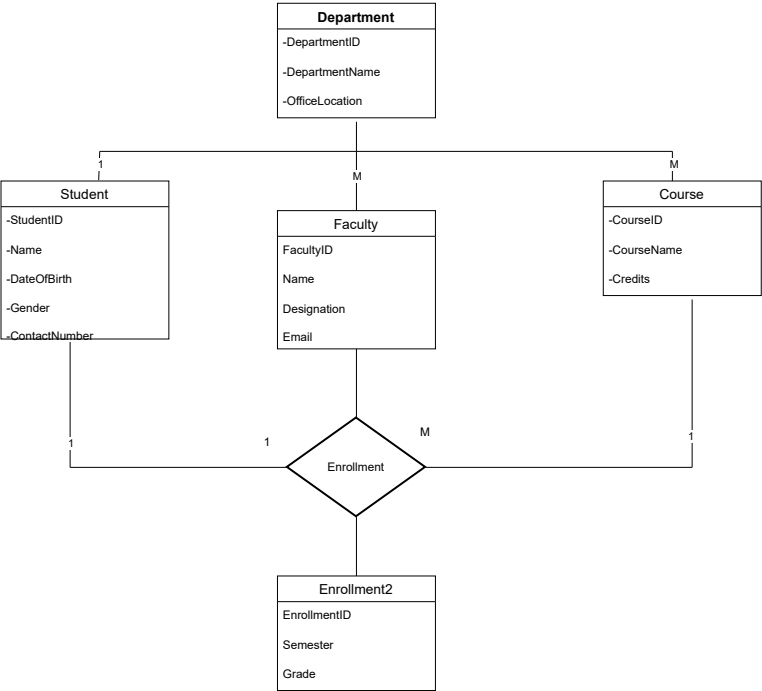 Department
-DepartmentID
-DepartmentName
-OfficeLocation
1
M
M
Student
-StudentID
-Name
-DateOfBirth
-Gender
-ContactNumber
Faculty
FacultyID
Name
Designation
Email
Course
-CourseID
-CourseName
-Credits
1
1
M
1
Enrollment
Enrollment2
EnrollmentID
Semester
Grade